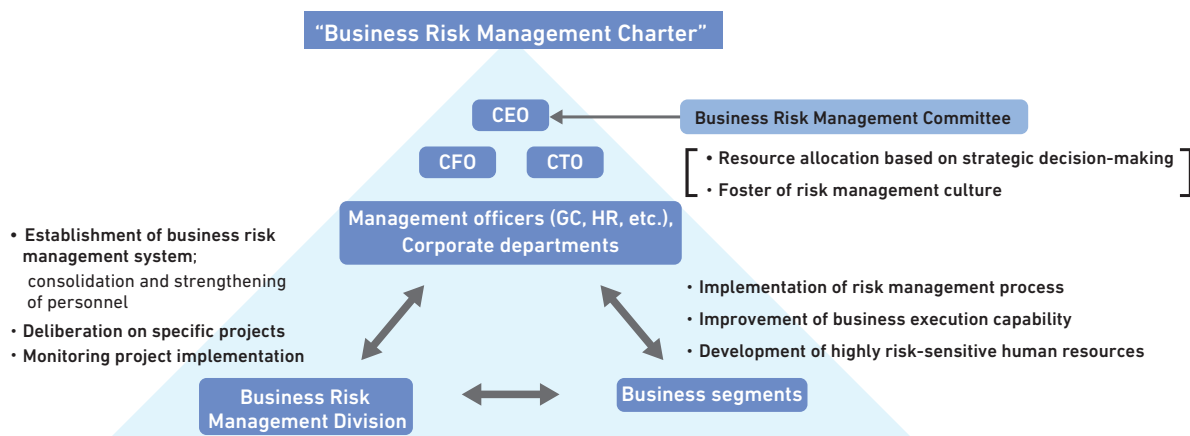 “Business Risk Management Charter”
CEO
Business Risk Management Committee
CFO
CTO
• Resource allocation based on strategic decision-making
・Foster of risk management culture
Management officers (GC, HR, etc.),
Corporate departments
• Establishment of business risk
management system;
consolidation and strengthening
of personnel
・Deliberation on specific projects
・Monitoring project implementation
・Implementation of risk management process
・Improvement of business execution capability
・Development of highly risk-sensitive human resources
Business Risk
Management Division
Business segments